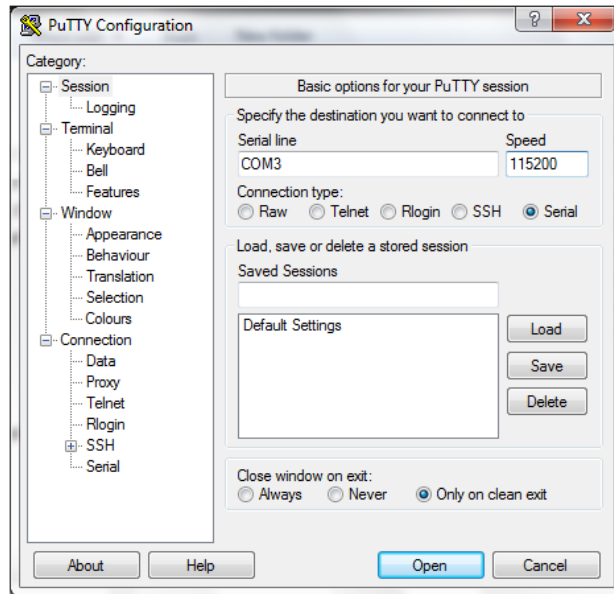 PuTTY Configuration
Category:
Session
Logging
Terminal
Keyboard
Bell
Features
Window
Appearance
Behaviour
Translation
Selection
Colours
Connection
Data
Proxy
Telnet
Rlogin
SSH
Serial
Basic options for your PuTTY session
Specify the destination you want to connect to
Serial line Speed
COM3 115200
Connection type:
Raw Telnet Rlogin SSH Serial
Load, save or delete a stored session
Saved Sessions
Default Settings
Load
Save
Delete
Close window on exit:
Always Never Only on clean exit
About Help Open Cancel